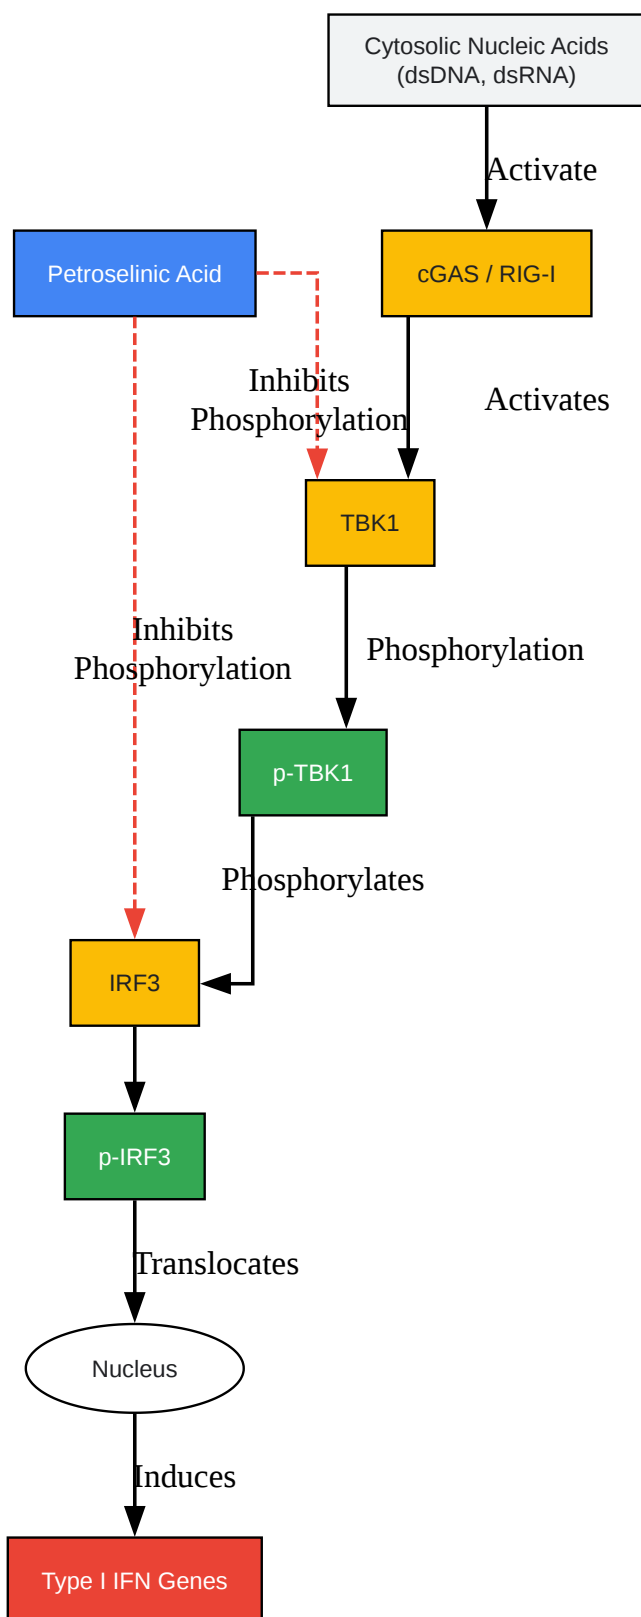 Cytosolic Nucleic Acids
(dsDNA, dsRNA)
Activate
Petroselinic Acid
cGAS / RIG-I
Inhibits
Phosphorylation
Activates
TBK1
Inhibits
Phosphorylation
Phosphorylation
p-TBK1
Phosphorylates
IRF3
p-IRF3
Translocates
Nucleus
Induces
Type I IFN Genes